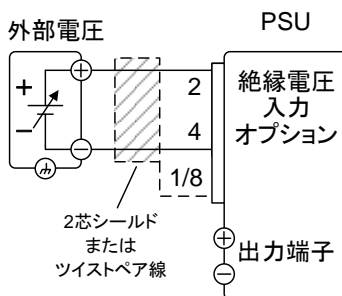 外部電圧
PSU
+
−
+
−
2
4
1/8
絶縁電圧
入力
オプション
2芯シールド
または
ツイストペア線
+
−
出力端子